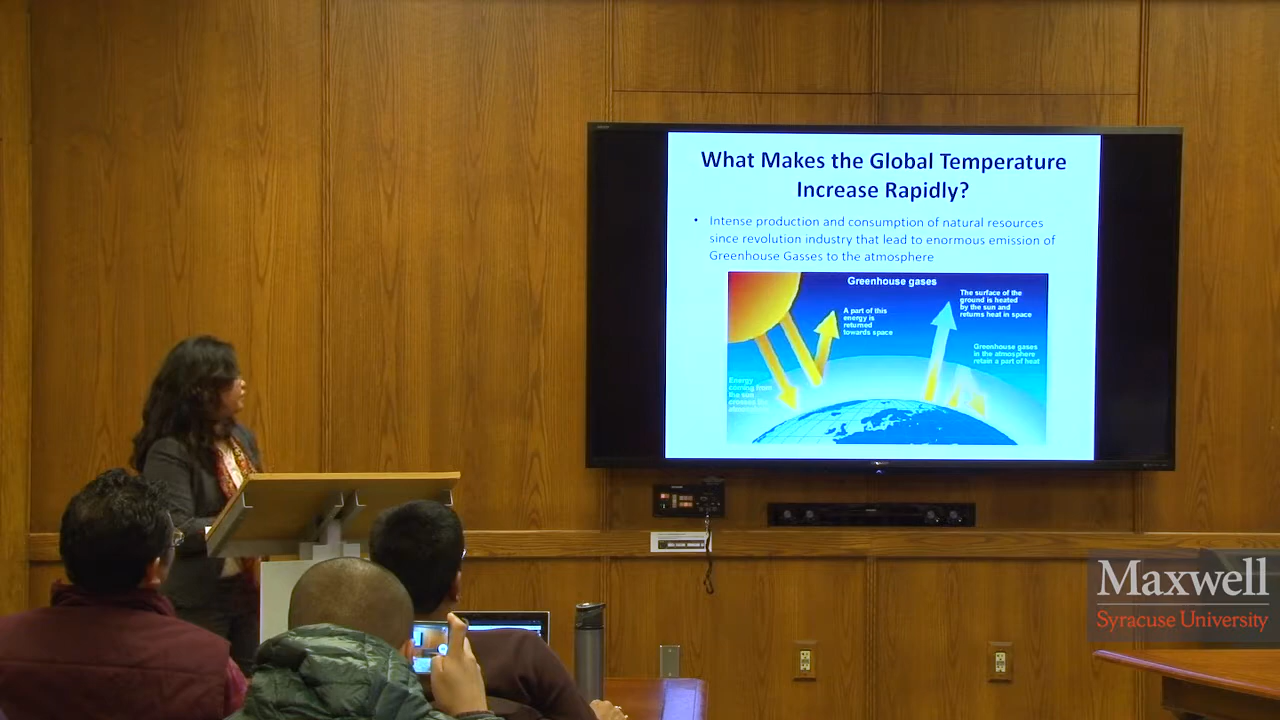 What Makes the Global Temperature
Increase Rapidly?
• Intense production and consumption of natural resources
since revolution industry that lead to enormous emission of
Greenhouse Gasses to the atmosphere
Greenhouse gases
A part of this
energy is
returned
towards space
The surface of the
ground is heated
by the sun and
returns heat in space
Greenhouse gases
in the atmosphere
retain a part of heat
Energy
coming from
the sun
crosses the
atmosphere
Maxwell
Syracuse University